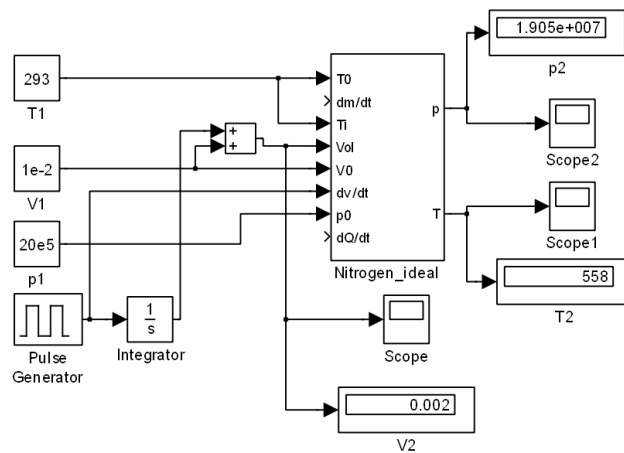 1.905e+007
p2
293
T1
T0
dm/dt
Ti
Vol
V0
dv/dt
p0
dQ/dt
p
T
Nitrogen_ideal
+
+
Scope2
1e-2
V1
Scope1
20e5
p1
558
T2
Pulse
Generator
1
s
Integrator
Scope
0.002
V2